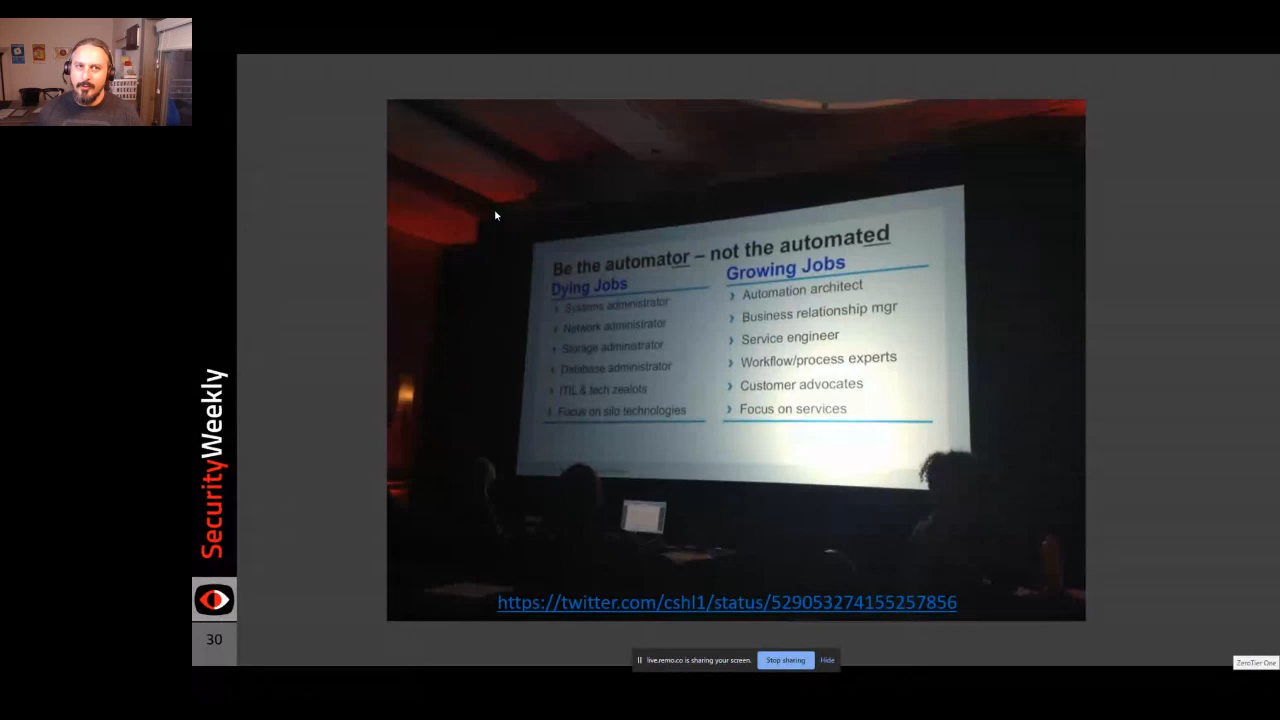 Be the automator – not the automated
Dying Jobs
Systems administrator
Network administrator
Storage administrator
Database administrator
ITIL & tech zealots
Focus on silo technologies
Growing Jobs
Automation architect
Business relationship mgr
Service engineer
Workflow/process experts
Customer advocates
Focus on services
https://twitter.com/cshl1/status/529053274155257856
SecurityWeekly
30
live.remo.co is sharing your screen.
Stop sharing
Hide
ZeroTier One